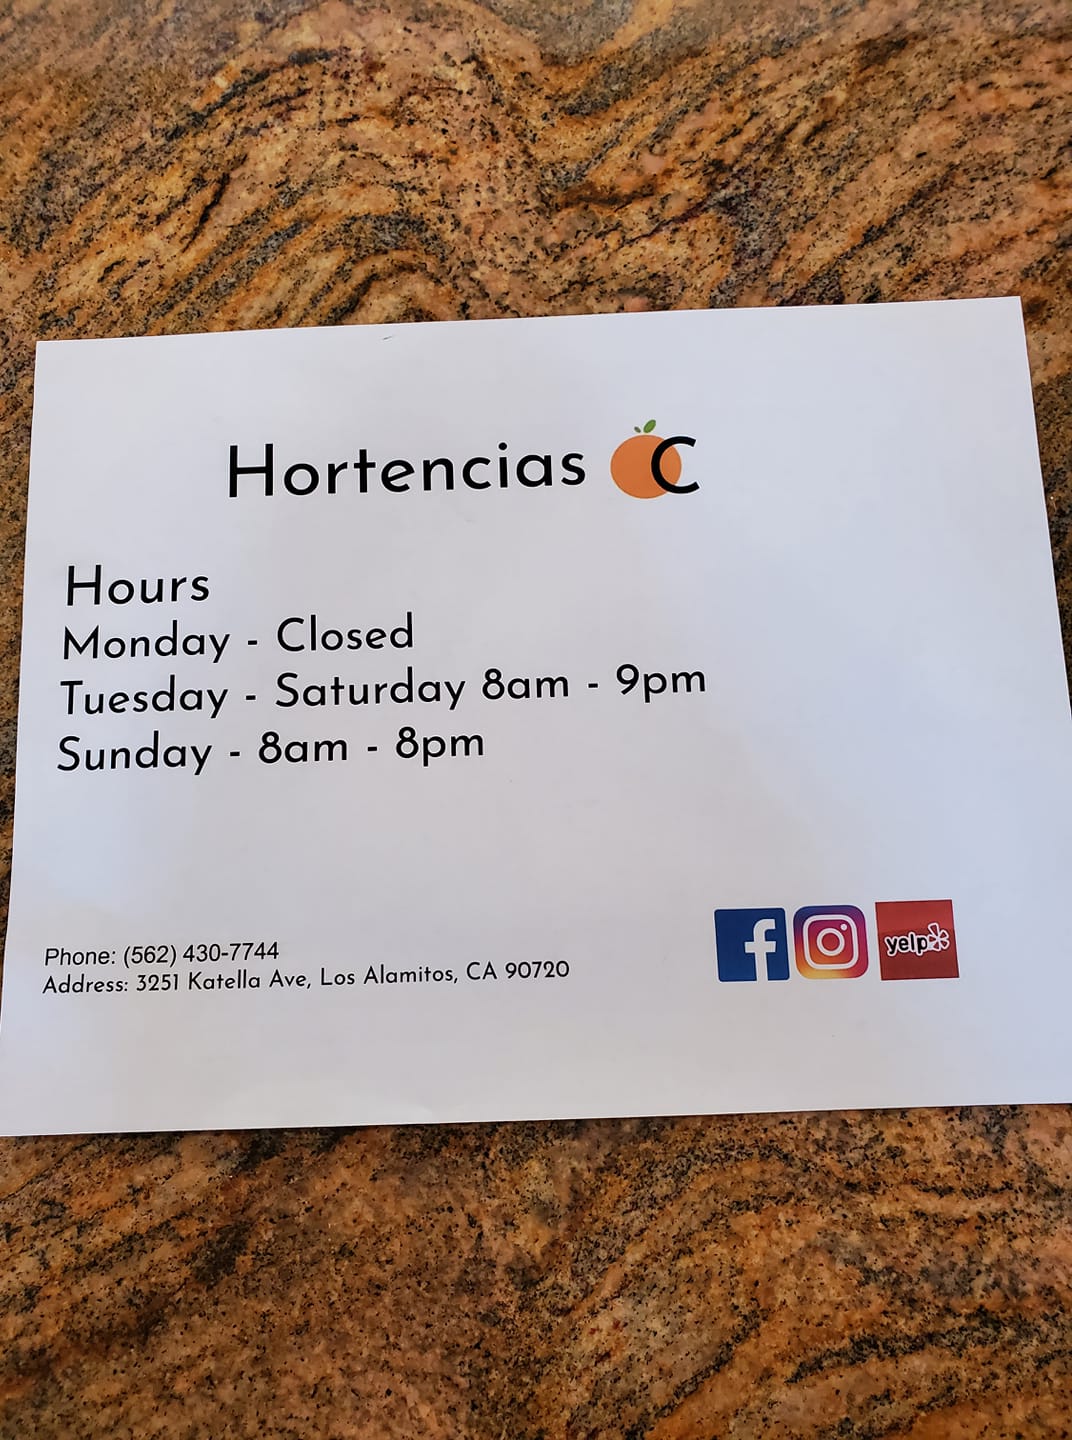 Hortencias OC
Hours
Monday - Closed
Tuesday - Saturday 8am - 9pm
Sunday - 8am - 8pm
Phone: (562) 430-7744
Address: 3251 Katella Ave, Los Alamitos, CA 90720
f
yelp